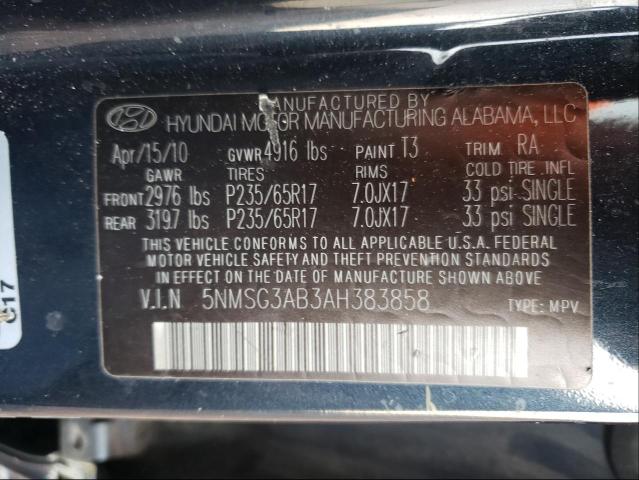 MANUFACTURED BY
HYUNDAI MOTOR MANUFACTURING ALABAMA, LLC
Apr/15/10 GVWR 4916 lbs PAINT T3 TRIM RA
GAWR TIRES RIMS COLD TIRE INFL
FRONT 2976 lbs P235/65R17 7.0JX17 33 psi SINGLE
REAR 3197 lbs P235/65R17 7.0JX17 33 psi SINGLE
THIS VEHICLE CONFORMS TO ALL APPLICABLE U.S.A. FEDERAL
MOTOR VEHICLE SAFETY AND THEFT PREVENTION STANDARDS
IN EFFECT ON THE DATE OF MANUFACTURE SHOWN ABOVE.
V.I.N 5NMSG3AB3AH383858 TYPE: MPV